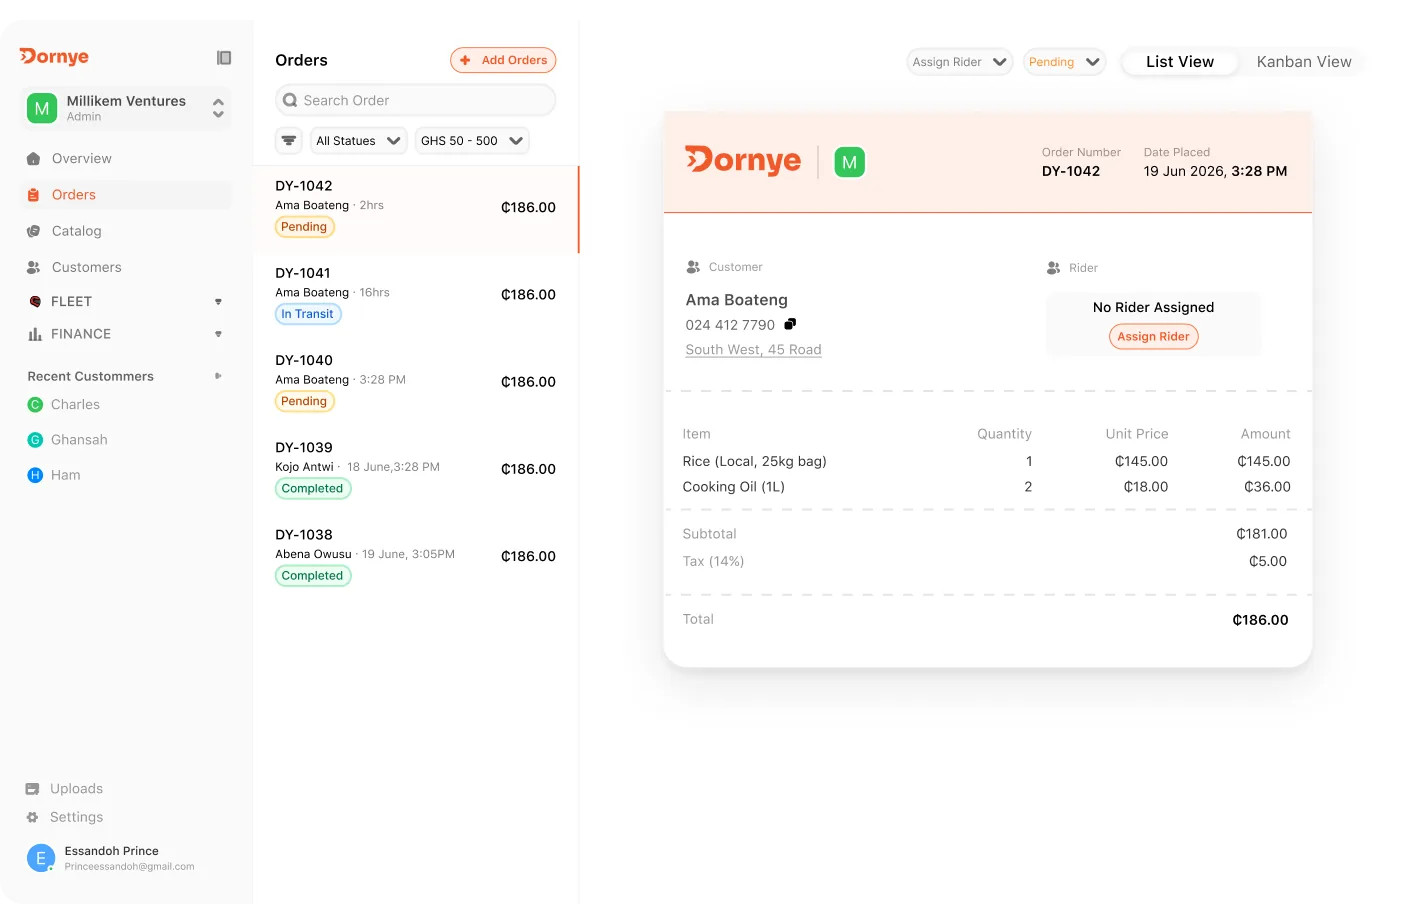 Dornye
M
Millikem Ventures
Admin
Overview
Orders
Catalog
Customers
FLEET
FINANCE
Recent Custommers
C Charles
G Ghansah
H Ham
Uploads
Settings
E
Essandoh Prince
Princeessandoh@gmail.com
Orders
+ Add Orders
Search Order
All Statues
GHS 50 - 500
DY-1042
Ama Boateng · 2hrs
₵186.00
Pending
DY-1041
Ama Boateng · 16hrs
₵186.00
In Transit
DY-1040
Ama Boateng · 3:28 PM
₵186.00
Pending
DY-1039
Kojo Antwi · 18 June,3:28 PM
₵186.00
Completed
DY-1038
Abena Owusu · 19 June, 3:05PM
₵186.00
Completed
Assign Rider
Pending
List View
Kanban View
Dornye
M
Order Number
DY-1042
Date Placed
19 Jun 2026, 3:28 PM
Customer
Ama Boateng
024 412 7790
South West, 45 Road
Rider
No Rider Assigned
Assign Rider
Item Quantity Unit Price Amount
Rice (Local, 25kg bag) 1 ₵145.00 ₵145.00
Cooking Oil (1L) 2 ₵18.00 ₵36.00
Subtotal ₵181.00
Tax (14%) ₵5.00
Total ₵186.00